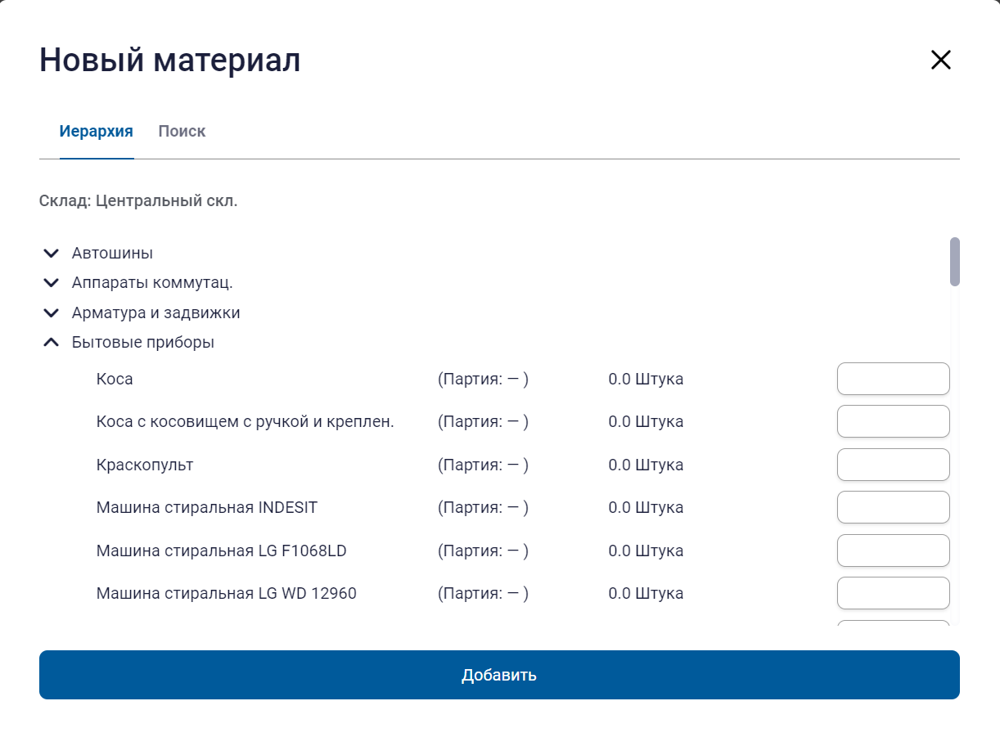 Новый материал
Иерархия Поиск
Склад: Центральный скл.
Автошины
Аппараты коммутац.
Арматура и задвижки
Бытовые приборы
Коса (Партия: — ) 0.0 Штука
Коса с косовищем с ручкой и креплен. (Партия: — ) 0.0 Штука
Краскопульт (Партия: — ) 0.0 Штука
Машина стиральная INDESIT (Партия: — ) 0.0 Штука
Машина стиральная LG F1068LD (Партия: — ) 0.0 Штука
Машина стиральная LG WD 12960 (Партия: — ) 0.0 Штука
Добавить